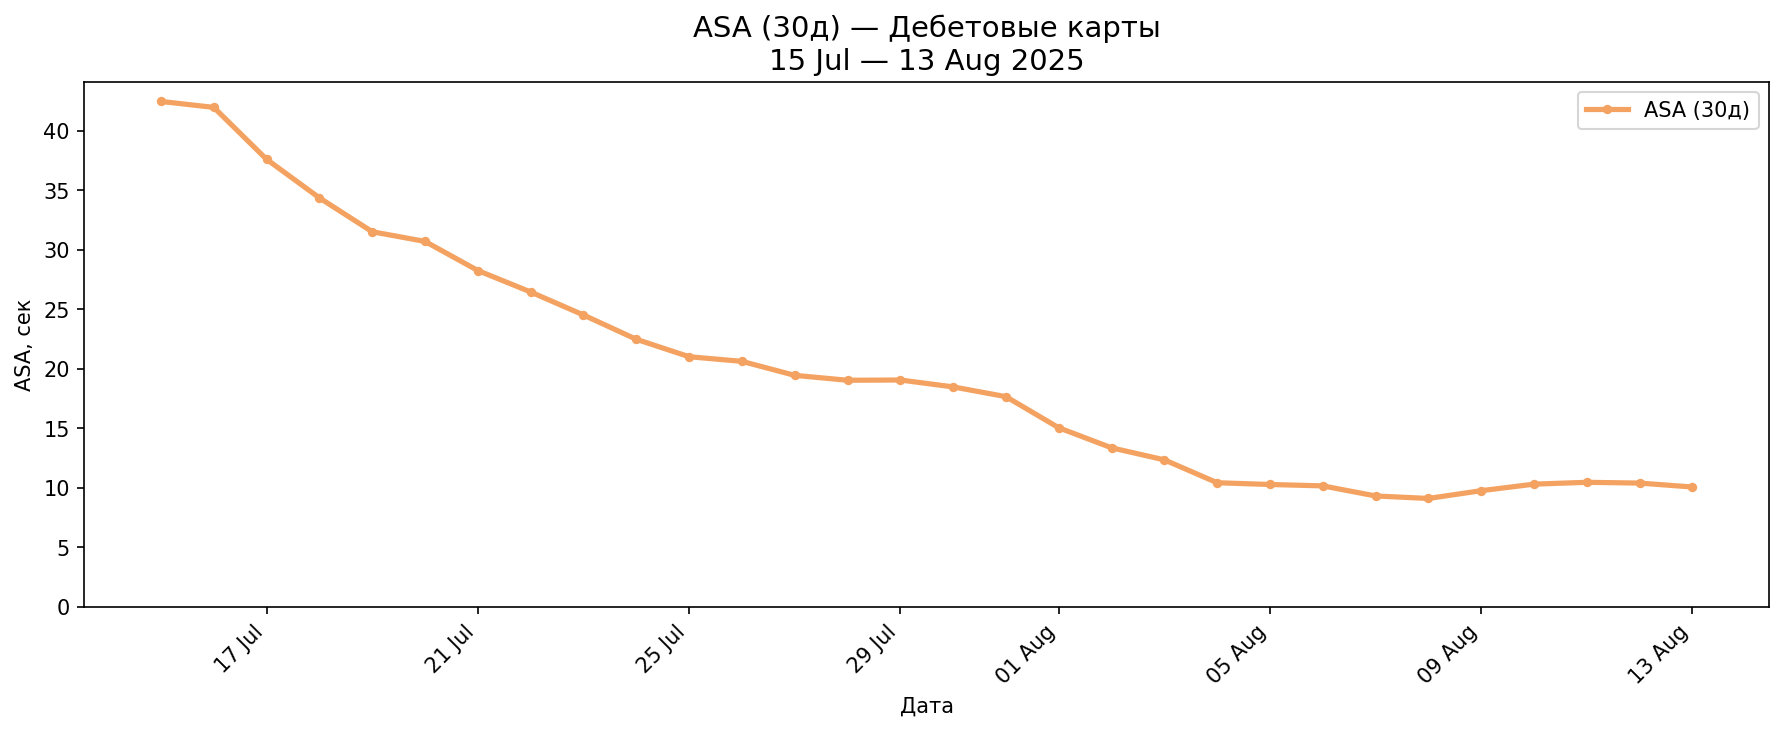 ASA (30д) — Дебетовые карты
15 Jul — 13 Aug 2025
ASA (30д)
ASA, сек
40
35
30
25
20
15
10
5
0
17 Jul
21 Jul
25 Jul
29 Jul
01 Aug
05 Aug
09 Aug
13 Aug
Дата